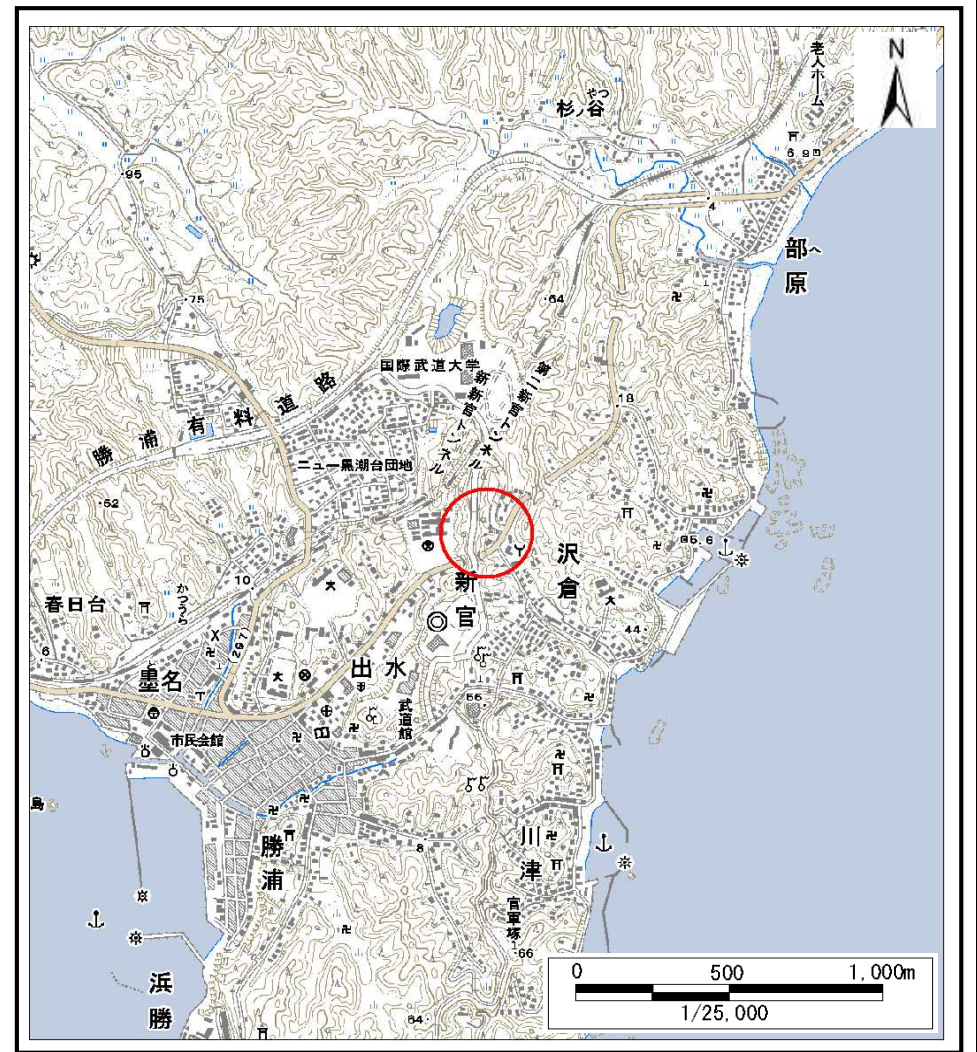 N
老人ホーム
やつ
杉ノ谷
6.9
・95
4
部へ
原
・75
・64
国際武道大学
新新官トンネル
第二新官トンネル
勝浦有料道路
18
ニュー黒潮台団地
・52
沢倉
5.6
新官
10
かつうら
春日台
44・
(297)
6
墨名
と
出水
1
55
武道館
市民会館
島
川津
勝浦
8
官軍塚
・66
浜勝
64・
0 500 1,000m
1/25,000